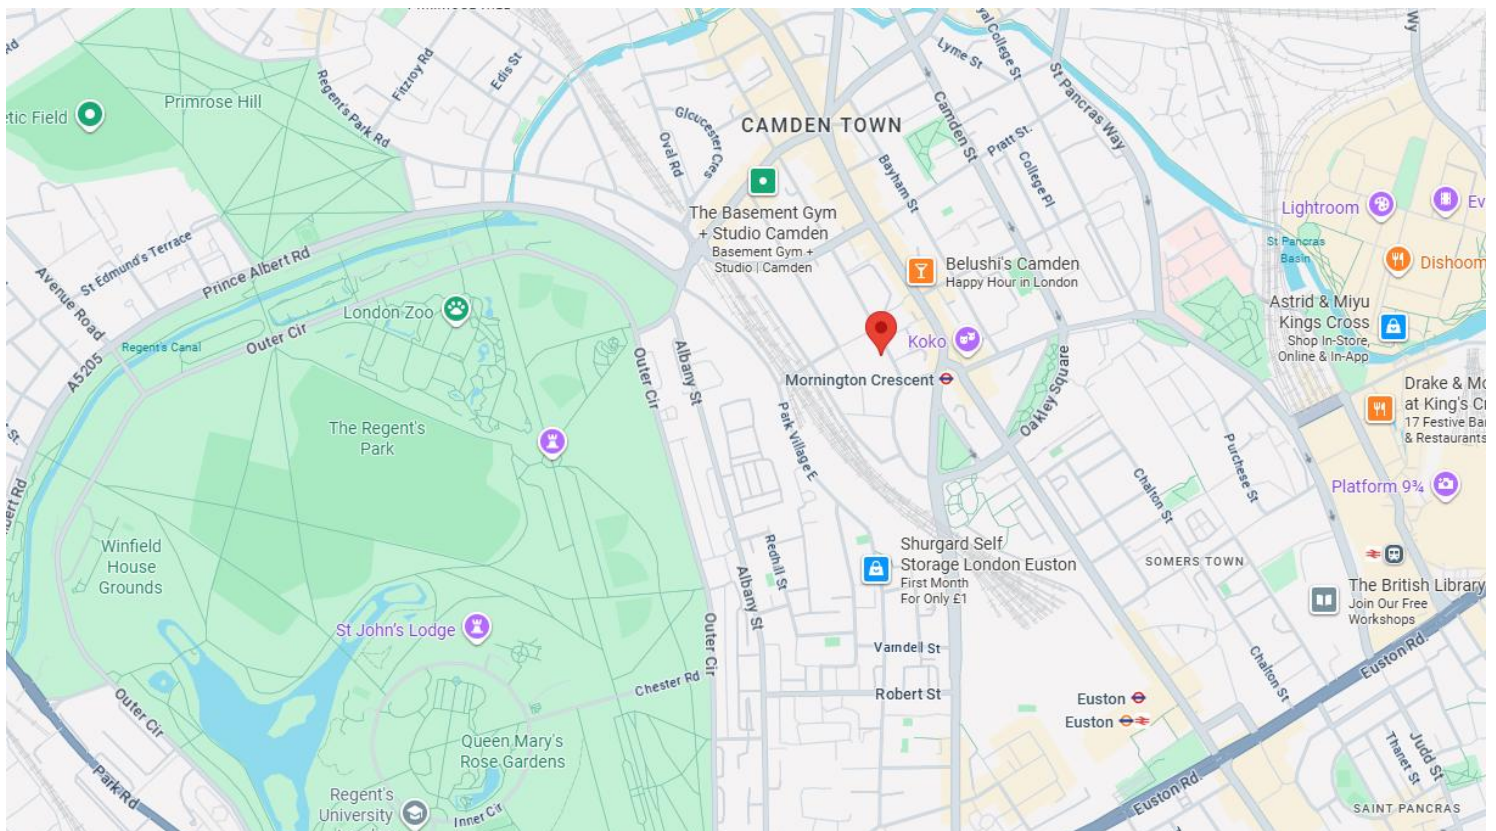 PRIMROSE HILL
Lyme St
Royal College St
Wy
Rd
Fitzroy Rd
Edis St
Regent's Park Rd
Primrose Hill
etic Field
St Pancras Way
Gloucester Cres
Oval Rd
CAMDEN TOWN
Camden St
Pratt St.
College Pl
Bayham St
The Basement Gym
+ Studio Camden
Basement Gym +
Studio | Camden
Lightroom
Ev
St Pancras
Basin
Dishoom
St Edmund's Terrace
Prince Albert Rd
Avenue Road
Belushi's Camden
Happy Hour in London
Astrid & Miyu
Kings Cross
Shop In-Store,
Online & In-App
London Zoo
Outer Cir
Regent's Canal
A5205
Outer Cir
Albany St
Koko
Mornington Crescent
Oakley Square
Drake & Mo
at King's Cr
17 Festive Bar
& Restaurants
The Regent's
Park
Park Village E
Purchese St
Chalton St
Platform 9¾
St.
bert Rd
Winfield
House
Grounds
Redhill St
Albany St
Shurgard Self
Storage London Euston
First Month
For Only £1
SOMERS TOWN
The British Library
Join Our Free
Workshops
St John's Lodge
Outer Cir
Varndell St
Chester Rd
Robert St
Chalton St
Euston Rd.
Euston
Euston
Outer Cir
Queen Mary's
Rose Gardens
Park Rd
Regent's
University
Inner Cir
Euston Rd.
Thanet St
Judd St
SAINT PANCRAS